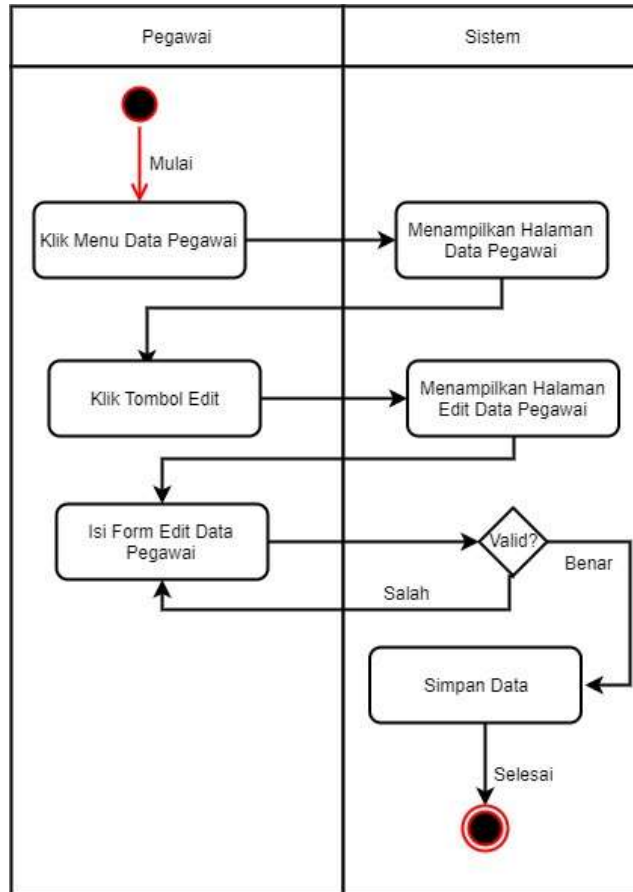 Pegawai
Sistem
Mulai
Klik Menu Data Pegawai
Menampilkan Halaman
Data Pegawai
Klik Tombol Edit
Menampilkan Halaman
Edit Data Pegawai
Isi Form Edit Data
Pegawai
Valid?
Benar
Salah
Simpan Data
Selesai